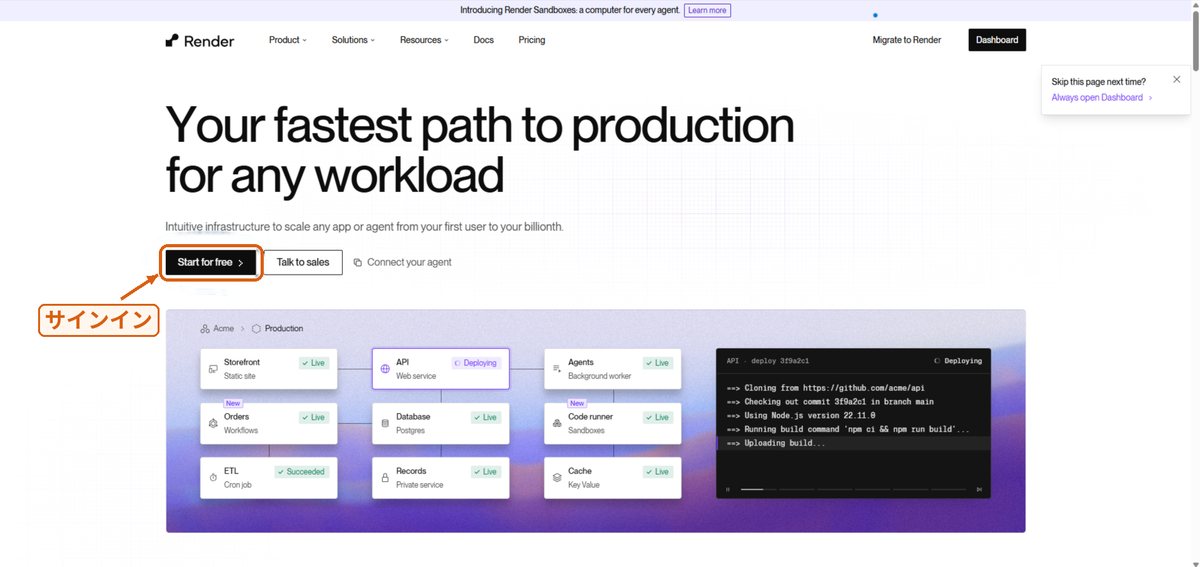 Introducing Render Sandboxes: a computer for every agent. Learn more
Render Product Solutions Resources Docs Pricing Migrate to Render Dashboard
Skip this page next time?
Always open Dashboard
Your fastest path to production
for any workload
Intuitive infrastructure to scale any app or agent from your first user to your billionth.
Start for free Talk to sales Connect your agent
サインイン
Acme Production
Storefront Live
Static site
API Deploying
Web service
Agents Live
Background worker
New
Orders Live
Workflows
Database Live
Postgres
New
Code runner Live
Sandboxes
ETL Succeeded
Cron job
Records Live
Private service
Cache Live
Key Value
API · deploy 3f9a2c1 Deploying
==> Cloning from https://github.com/acme/api
==> Checking out commit 3f9a2c1 in branch main
==> Using Node.js version 22.11.0
==> Running build command 'npm ci && npm run build'...
==> Uploading build...